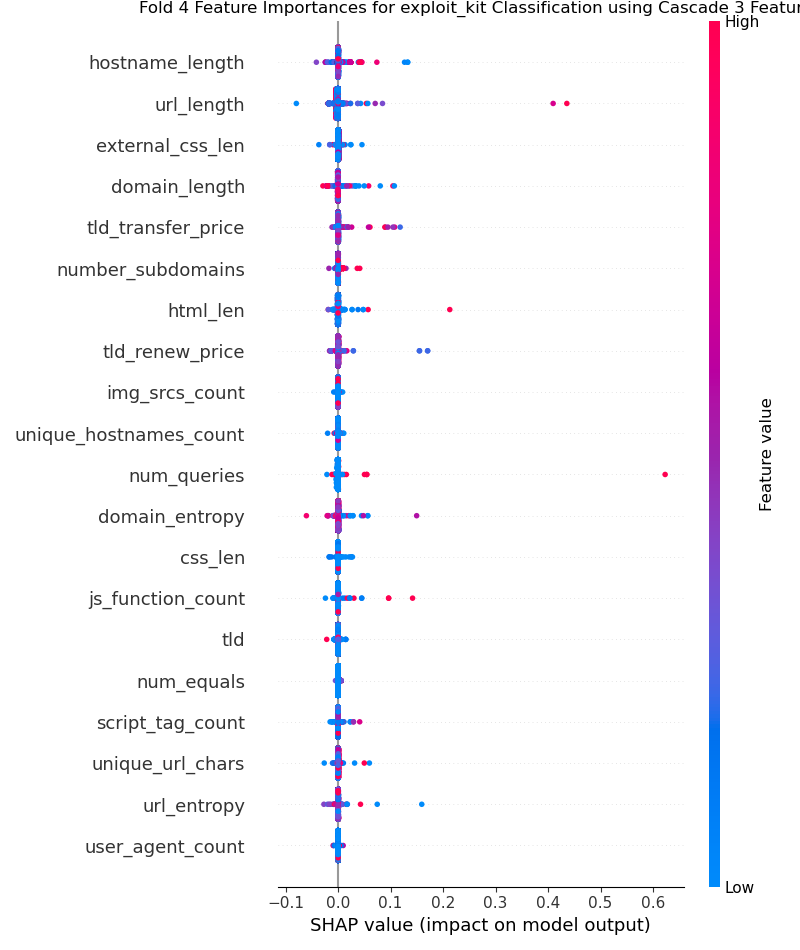 Fold 4 Feature Importances for exploit_kit Classification using Cascade 3 Featur
High
hostname_length
url_length
external_css_len
domain_length
tld_transfer_price
number_subdomains
html_len
tld_renew_price
img_srcs_count
unique_hostnames_count
num_queries
domain_entropy
css_len
js_function_count
tld
num_equals
script_tag_count
unique_url_chars
url_entropy
user_agent_count
Feature value
Low
−0.1 0.0 0.1 0.2 0.3 0.4 0.5 0.6
SHAP value (impact on model output)